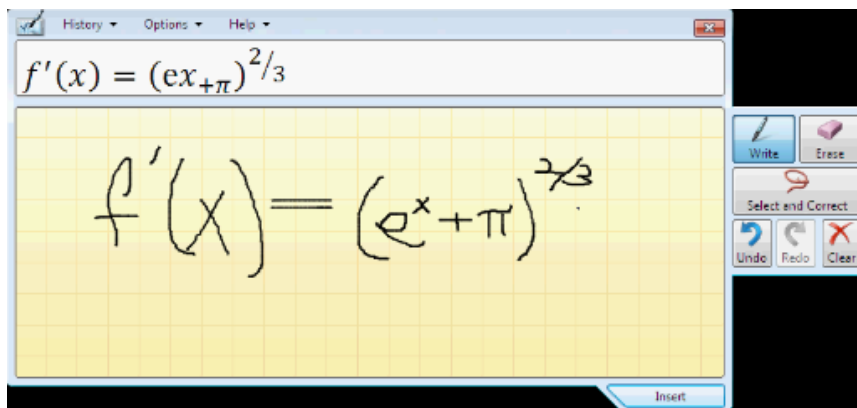 History Options Help
f′(x) = (ex₊π)^2/3
f′(x) = (eˣ+π)^2/3
Write Erase
Select and Correct
Undo Redo Clear
Insert